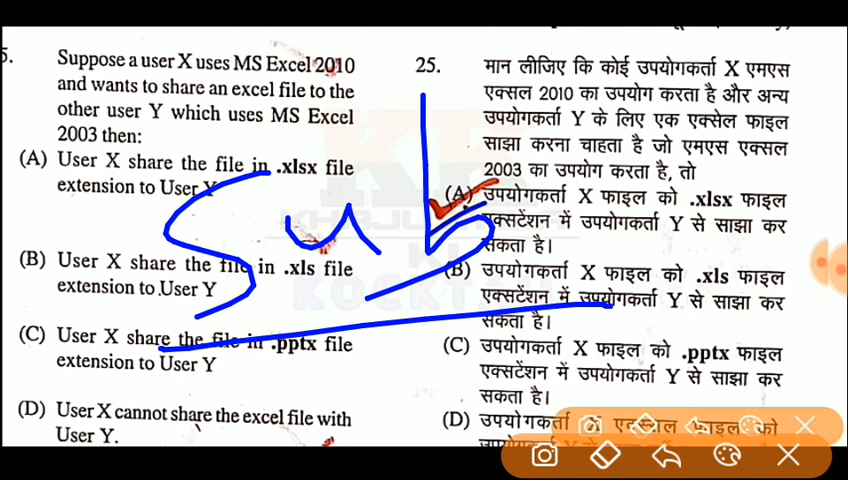 5.
Suppose a user X uses MS Excel 2010
and wants to share an excel file to the
other user Y which uses MS Excel
2003 then:
(A) User X share the file in .xlsx file
extension to User Y
(B) User X share the file in .xls file
extension to User Y
(C) User X share the file in .pptx file
extension to User Y
(D) User X cannot share the excel file with
User Y.
25. मान लीजिए कि कोई उपयोगकर्ता X एमएस
एक्सल 2010 का उपयोग करता है और अन्य
उपयोगकर्ता Y के लिए एक एक्सेल फाइल
साझा करना चाहता है जो एमएस एक्सल
2003 का उपयोग करता है, तो
(A) उपयोगकर्ता X फाइल को .xlsx फाइल
एक्सटेंशन में उपयोगकर्ता Y से साझा कर
सकता है।
(B) उपयोगकर्ता X फाइल को .xls फाइल
एक्सटेंशन में उपयोगकर्ता Y से साझा कर
सकता है।
(C) उपयोगकर्ता X फाइल को .pptx फाइल
एक्सटेंशन में उपयोगकर्ता Y से साझा कर
सकता है।
(D) उपयोगकर्ता X एक्सल फाइल को
Sub